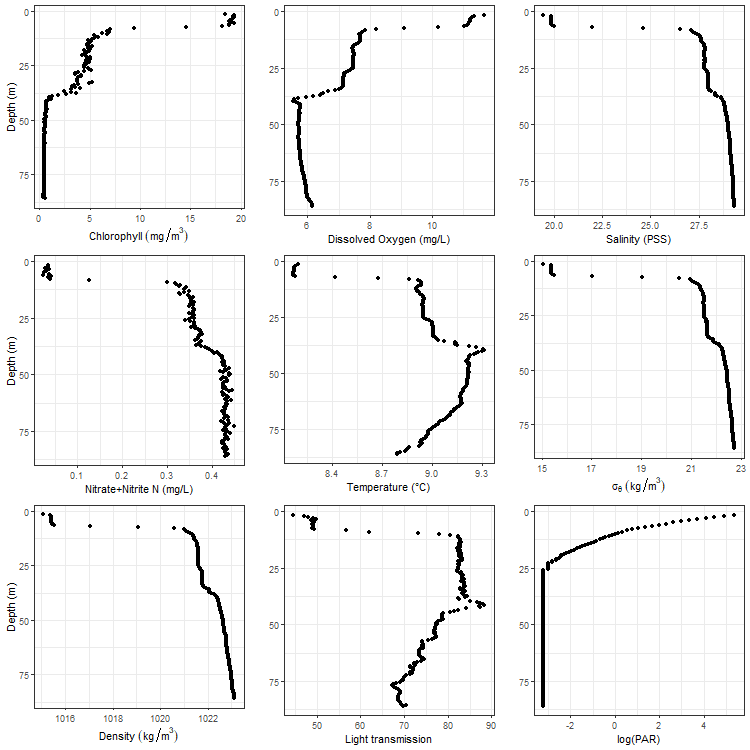 0
25
50
75
Depth (m)
0 5 10 15 20
Chlorophyll (mg/m³)
0
25
50
75
6 8 10
Dissolved Oxygen (mg/L)
0
25
50
75
20.0 22.5 25.0 27.5
Salinity (PSS)
0
25
50
75
Depth (m)
0.1 0.2 0.3 0.4
Nitrate+Nitrite N (mg/L)
0
25
50
75
8.4 8.7 9.0 9.3
Temperature (°C)
0
25
50
75
15 17 19 21 23
σθ (kg/m³)
0
25
50
75
Depth (m)
1016 1018 1020 1022
Density (kg/m³)
0
25
50
75
50 60 70 80 90
Light transmission
0
25
50
75
-2 0 2 4
log(PAR)